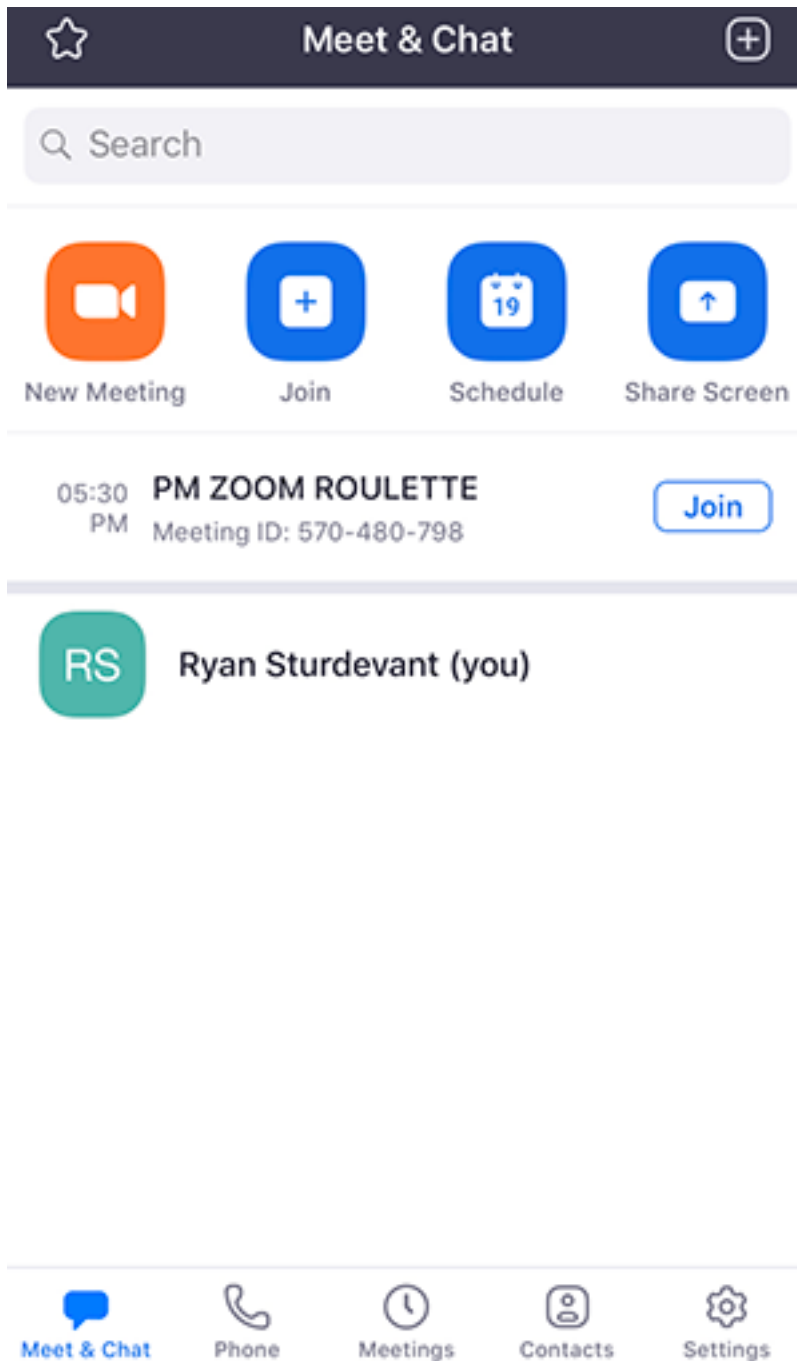 Meet & Chat
Search
19
New Meeting
Join
Schedule
Share Screen
05:30
PM
PM ZOOM ROULETTE
Meeting ID: 570-480-798
Join
RS
Ryan Sturdevant (you)
Meet & Chat
Phone
Meetings
Contacts
Settings